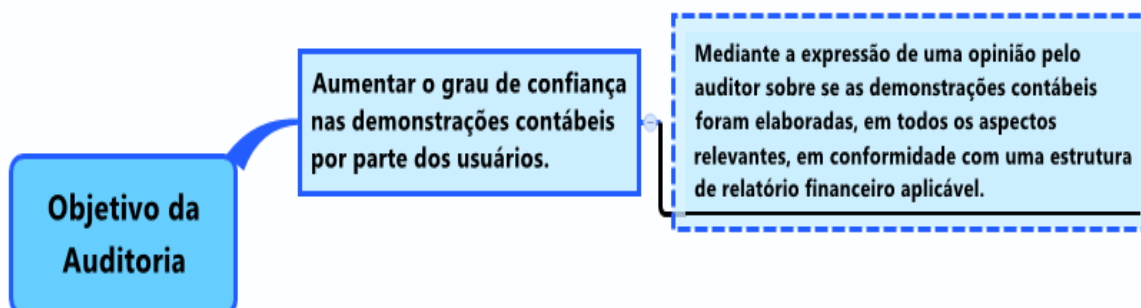 Objetivo da
Auditoria
Aumentar o grau de confiança
nas demonstrações contábeis
por parte dos usuários.
Mediante a expressão de uma opinião pelo
auditor sobre se as demonstrações contábeis
foram elaboradas, em todos os aspectos
relevantes, em conformidade com uma estrutura
de relatório financeiro aplicável.